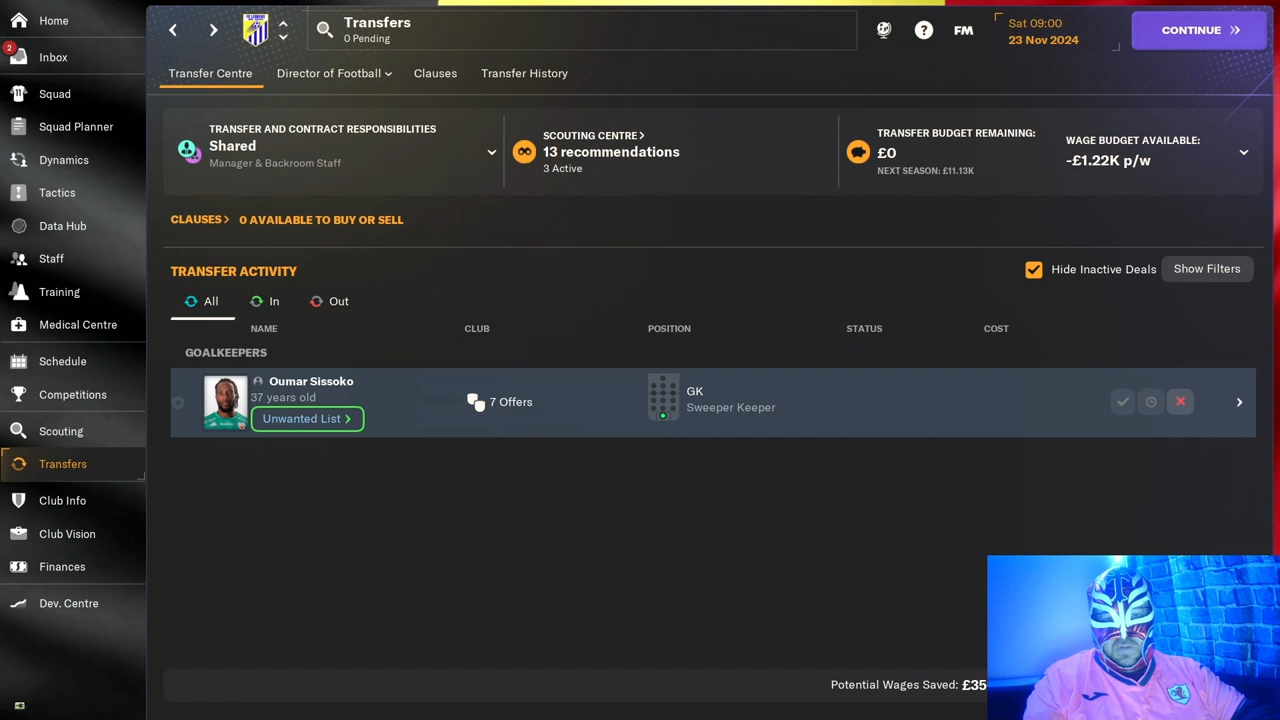 Home
2
Inbox
Squad
Squad Planner
Dynamics
Tactics
Data Hub
Staff
Training
Medical Centre
Schedule
Competitions
Scouting
Transfers
Club Info
Club Vision
Finances
Dev. Centre
Transfers
0 Pending
?
FM
Sat 09:00
23 Nov 2024
CONTINUE
Transfer Centre
Director of Football
Clauses
Transfer History
TRANSFER AND CONTRACT RESPONSIBILITIES
Shared
Manager & Backroom Staff
SCOUTING CENTRE
13 recommendations
3 Active
TRANSFER BUDGET REMAINING:
£0
NEXT SEASON: £11.13K
WAGE BUDGET AVAILABLE:
-£1.22K p/w
CLAUSES 0 AVAILABLE TO BUY OR SELL
TRANSFER ACTIVITY
Hide Inactive Deals
Show Filters
All In Out
NAME CLUB POSITION STATUS COST
GOALKEEPERS
Oumar Sissoko
37 years old
Unwanted List
7 Offers
GK
Sweeper Keeper
Potential Wages Saved: £35